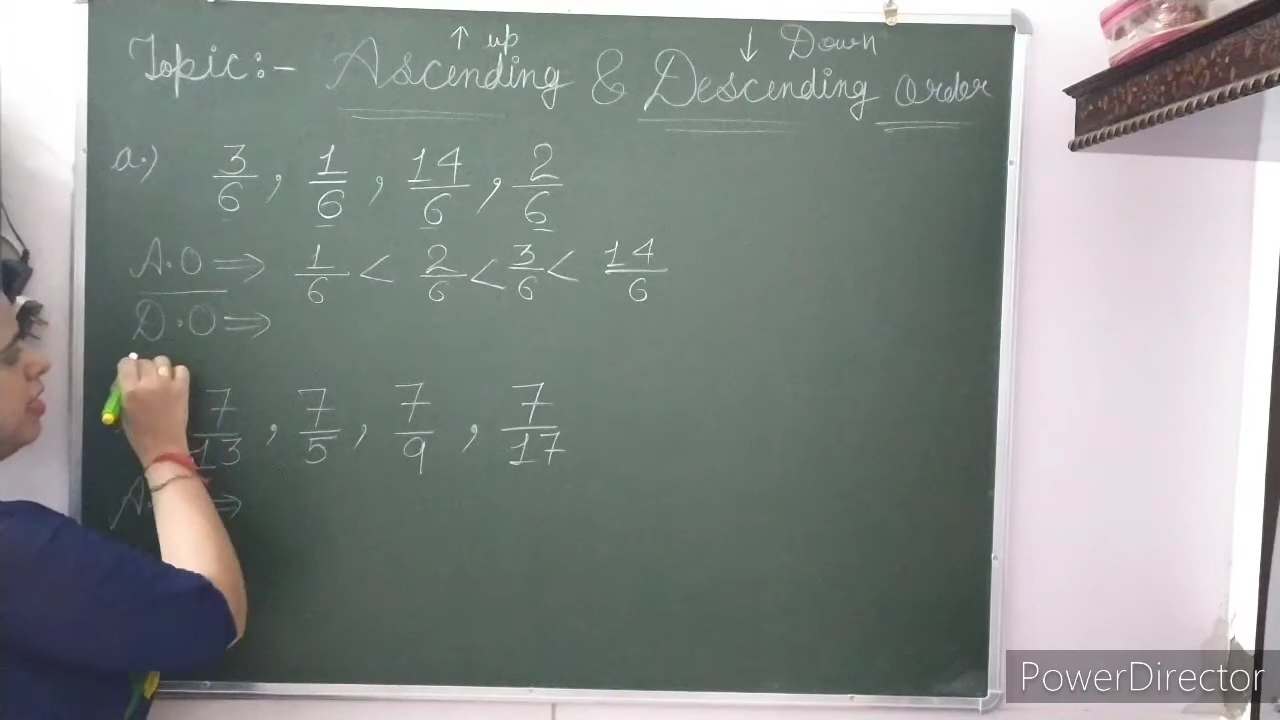 ↑ up ↓ Down
Topic:- Ascending & Descending order
a.) 3/6, 1/6, 14/6, 2/6
A.O ⇒ 1/6 < 2/6 < 3/6 < 14/6
D.O ⇒
7/13, 7/5, 7/9, 7/17
A. ⇒
PowerDirector